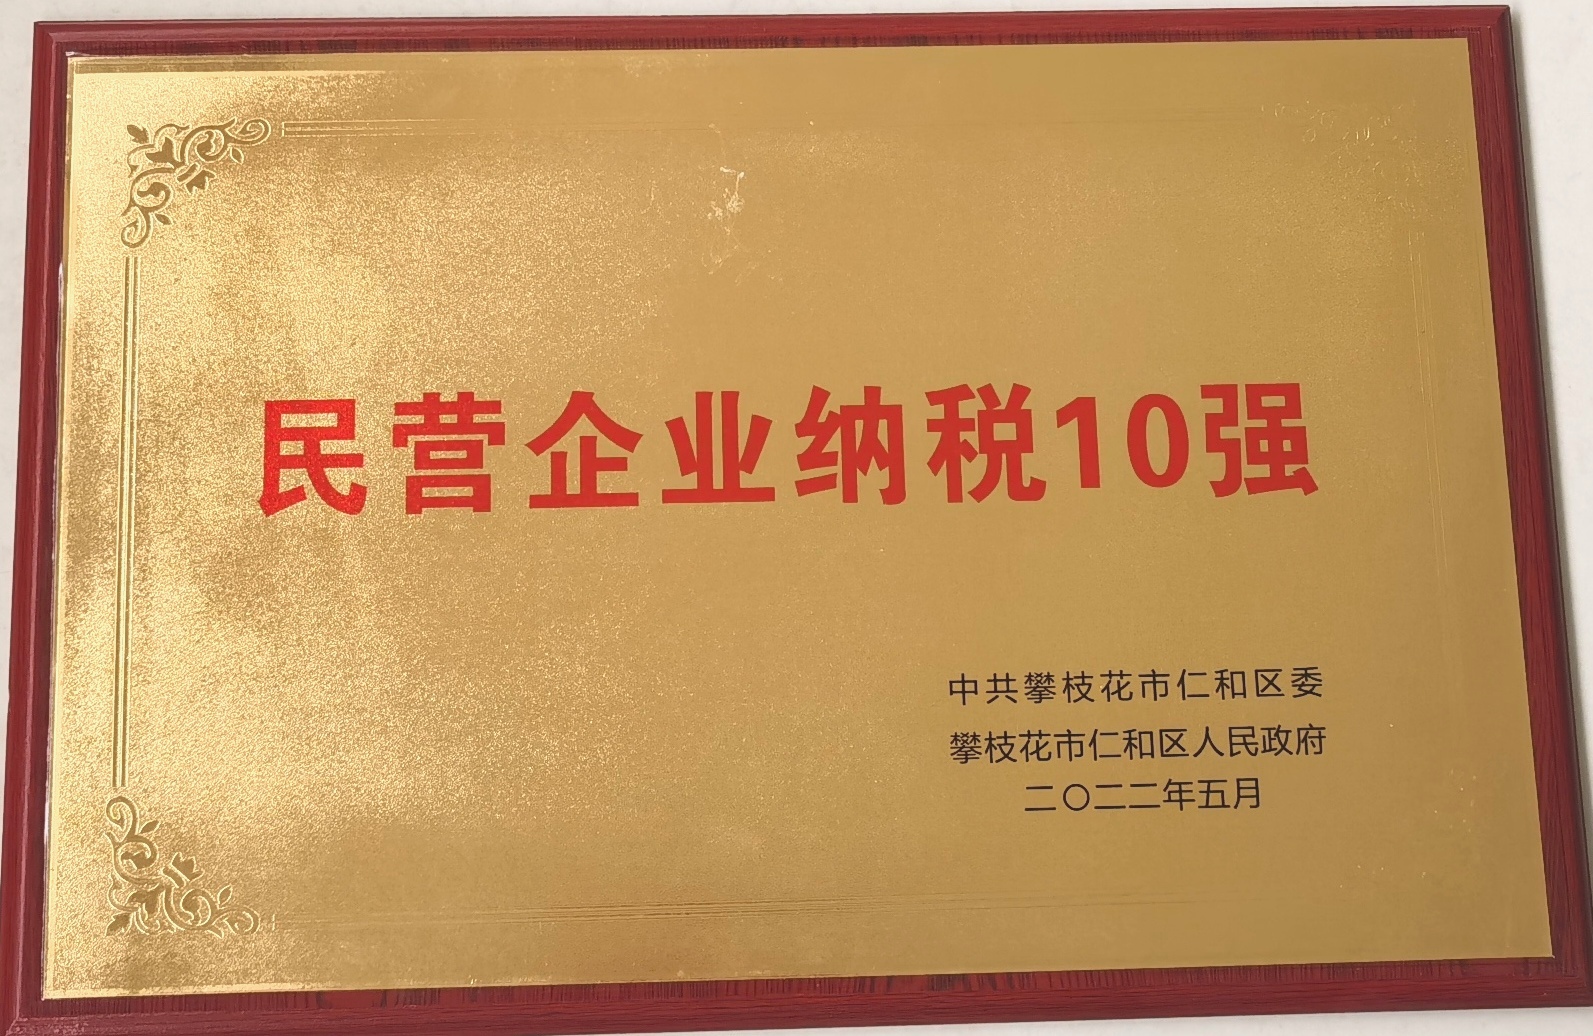 民营企业纳税10强
中共攀枝花市仁和区委
攀枝花市仁和区人民政府
二〇二二年五月